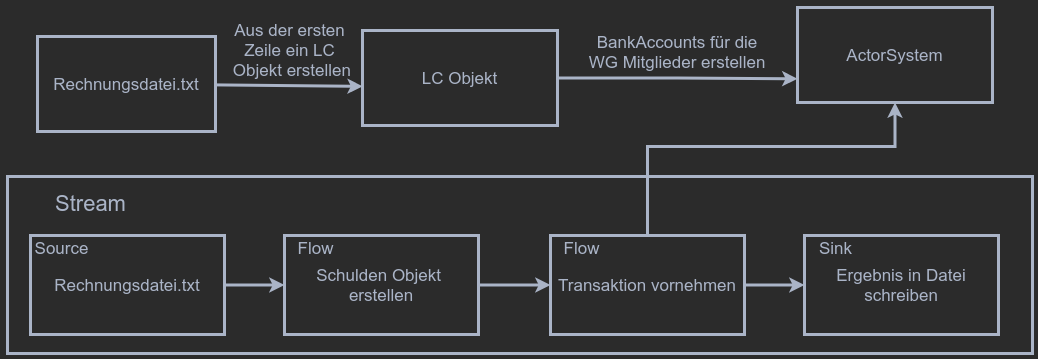 Rechnungsdatei.txt
Aus der ersten
Zeile ein LC
Objekt erstellen
LC Objekt
BankAccounts für die
WG Mitglieder erstellen
ActorSystem
Stream
Source
Rechnungsdatei.txt
Flow
Schulden Objekt
erstellen
Flow
Transaktion vornehmen
Sink
Ergebnis in Datei
schreiben